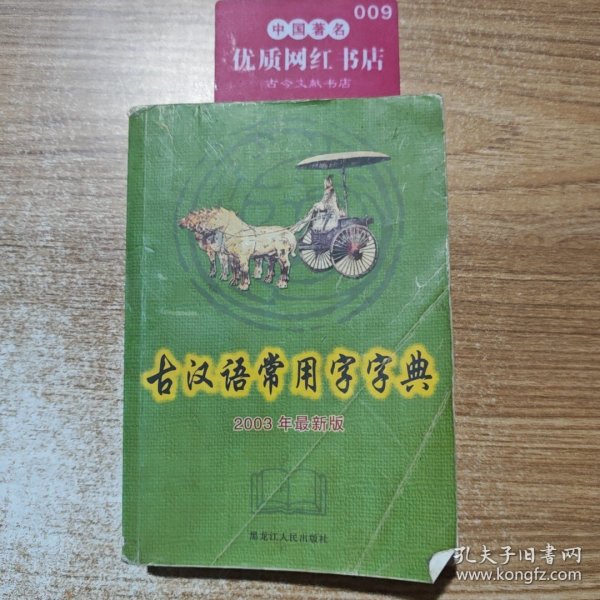 009
中国著名
优质网红书店
古今文献书店
古汉语常用字字典
2003年最新版
黑龙江人民出版社
孔夫子旧书网
www.kongfz.com